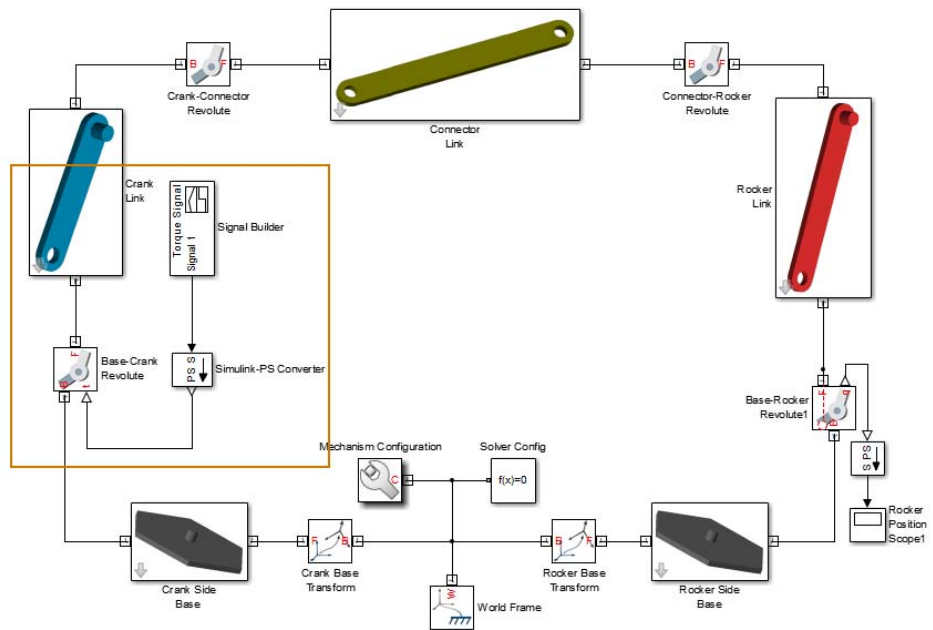 B
F
Crank-Connector
Revolute
Connector
Link
B
F
Connector-Rocker
Revolute
Crank
Link
Torque Signal
Signal 1
Signal Builder
Rocker
Link
F
B
t
Base-Crank
Revolute
S PS
Simulink-PS Converter
Base-Rocker
Revolute1
F
q
B
S PS
Rocker
Position
Scope1
Mechanism Configuration
C
Solver Config
f(x)=0
Crank Side
Base
F
B
Crank Base
Transform
B
F
Rocker Base
Transform
Rocker Side
Base
W
World Frame